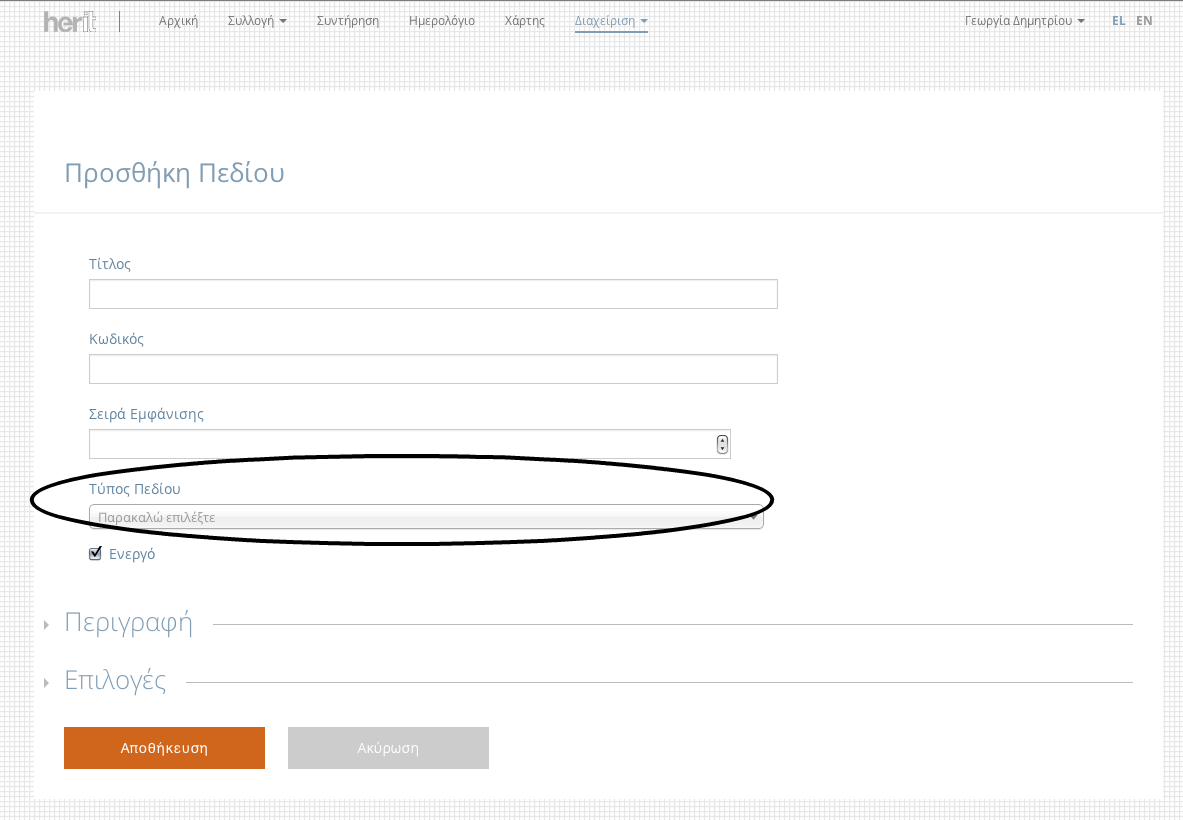 herit Αρχική Συλλογή Συντήρηση Ημερολόγιο Χάρτης Διαχείριση Γεωργία Δημητρίου EL EN
Προσθήκη Πεδίου
Τίτλος
Κωδικός
Σειρά Εμφάνισης
Τύπος Πεδίου
Παρακαλώ επιλέξτε
Ενεργό
Περιγραφή
Επιλογές
Αποθήκευση Ακύρωση